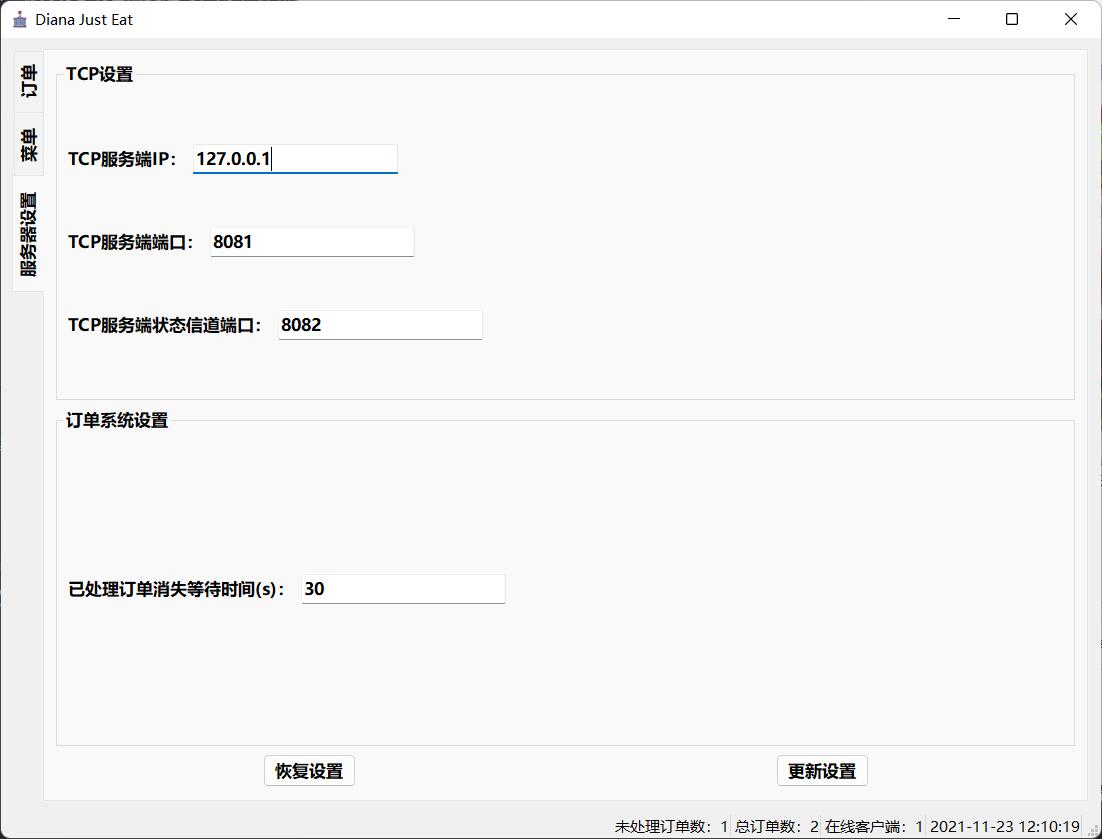 Diana Just Eat
订单
菜单
服务器设置
TCP设置
TCP服务端IP： 127.0.0.1
TCP服务端端口： 8081
TCP服务端状态信道端口： 8082
订单系统设置
已处理订单消失等待时间(s)： 30
恢复设置 更新设置
未处理订单数：1 总订单数：2 在线客户端：1 2021-11-23 12:10:19